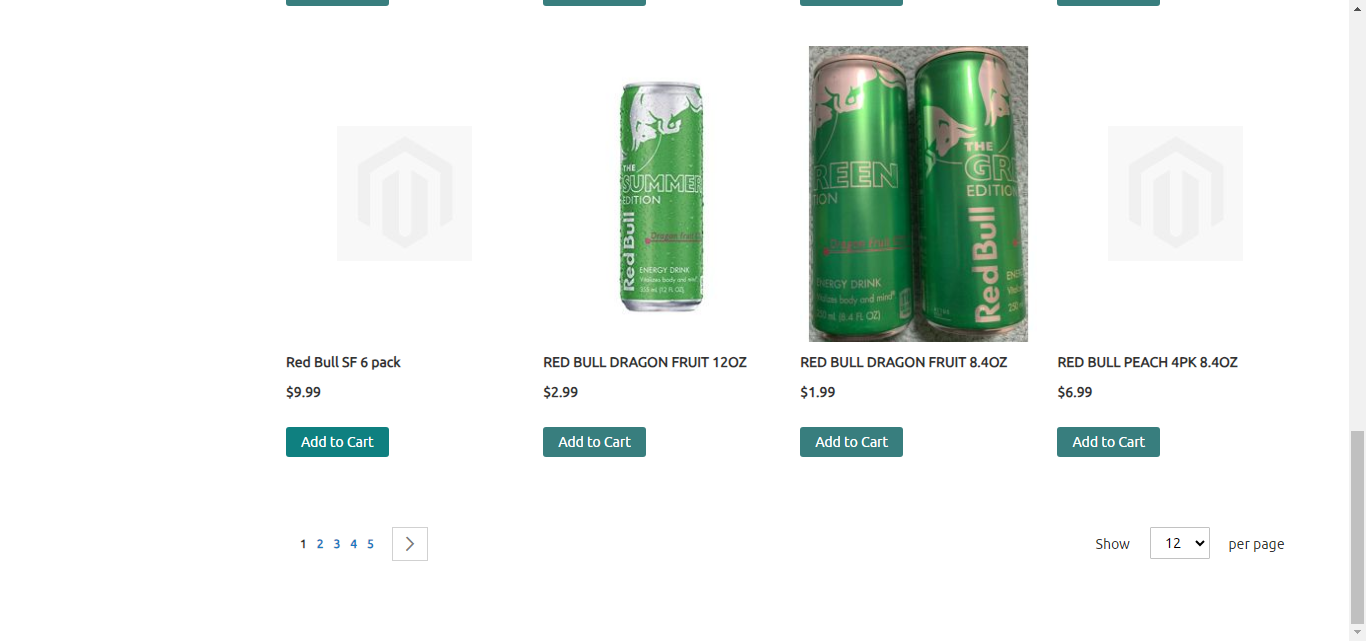 THE
SUMMER
EDITION
Red Bull
Dragon Fruit
ENERGY DRINK
Vitalizes body and mind®
355 mL (12 FL OZ)
REEN
TION
Dragon Fruit
ENERGY DRINK
Vitalizes body and mind®
250 mL (8.4 FL OZ)
THE
GR
EDITION
Red Bull
Red Bull SF 6 pack
RED BULL DRAGON FRUIT 12OZ
RED BULL DRAGON FRUIT 8.4OZ
RED BULL PEACH 4PK 8.4OZ
$9.99
$2.99
$1.99
$6.99
Add to Cart
Add to Cart
Add to Cart
Add to Cart
1 2 3 4 5
Show 12 per page